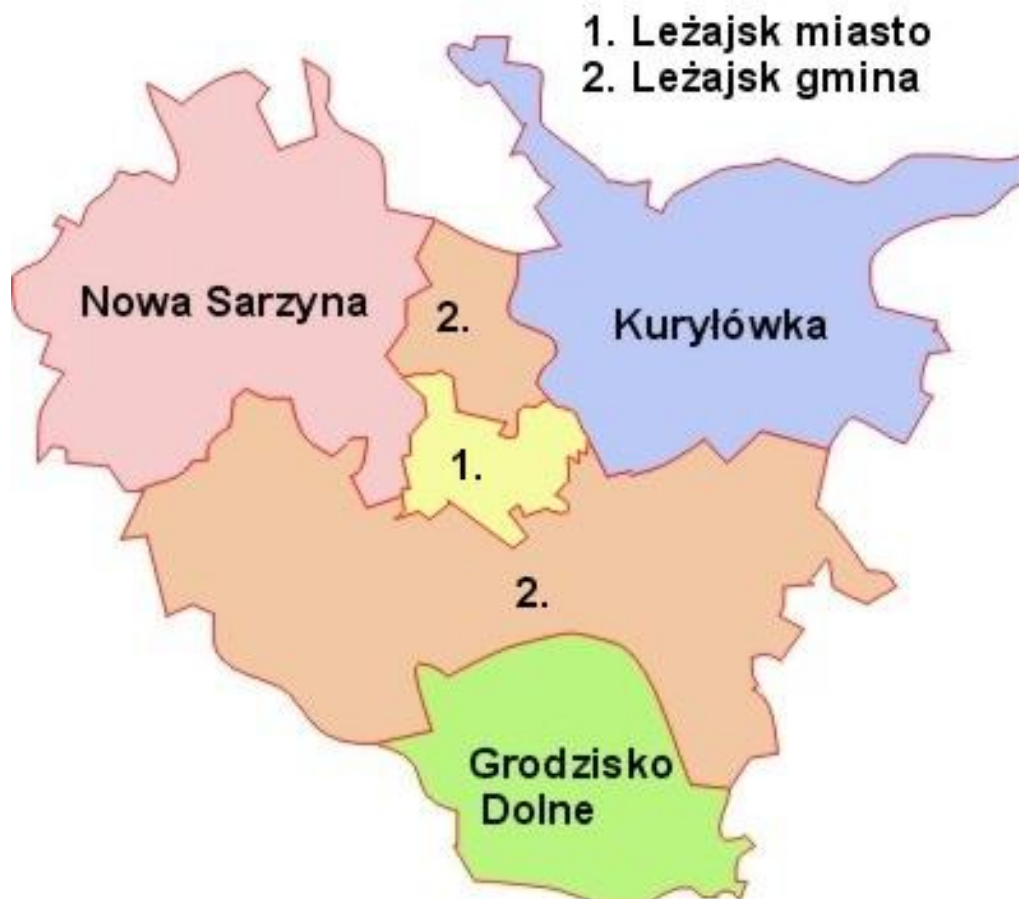 1. Leżajsk miasto
2. Leżajsk gmina
Nowa Sarzyna
2.
Kuryłówka
1.
2.
Grodzisko
Dolne